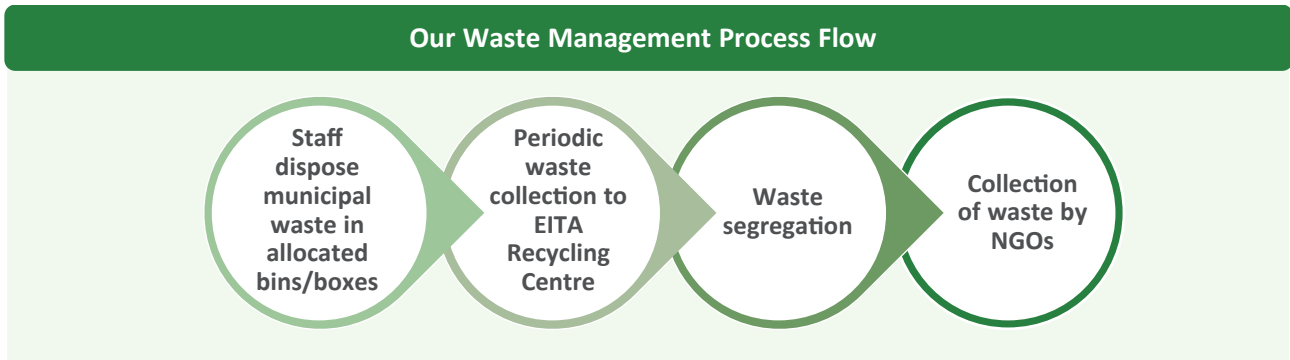 Our Waste Management Process Flow
Staff
dispose
municipal
waste in
allocated
bins/boxes
Periodic
waste
collection to
EITA
Recycling
Centre
Waste
segregation
Collection
of waste by
NGOs